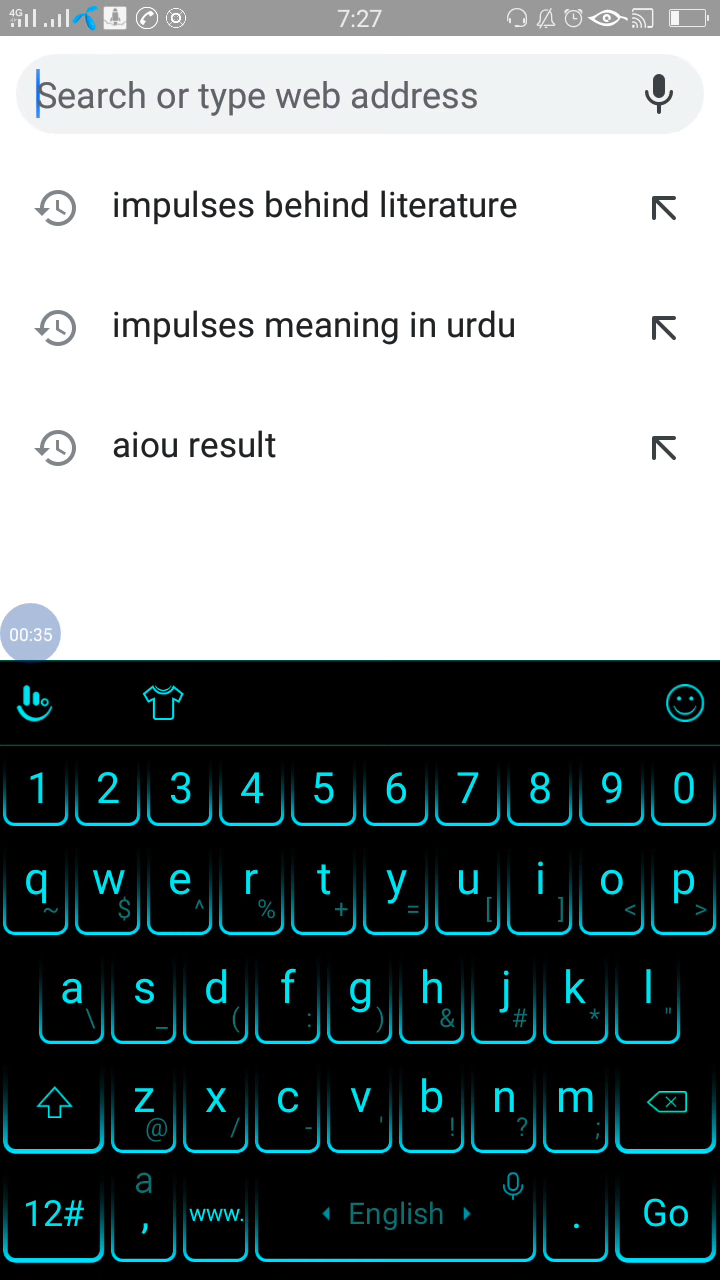 4G 7:27
Search or type web address
impulses behind literature
impulses meaning in urdu
aiou result
00:35
1 2 3 4 5 6 7 8 9 0
q w e r t y u i o p
~ $ ^ % + = [ ] < >
a s d f g h j k l
\ _ ( : ) & # * "
z x c v b n m
@ / - ' ! ? ;
a
12# , www. English . Go